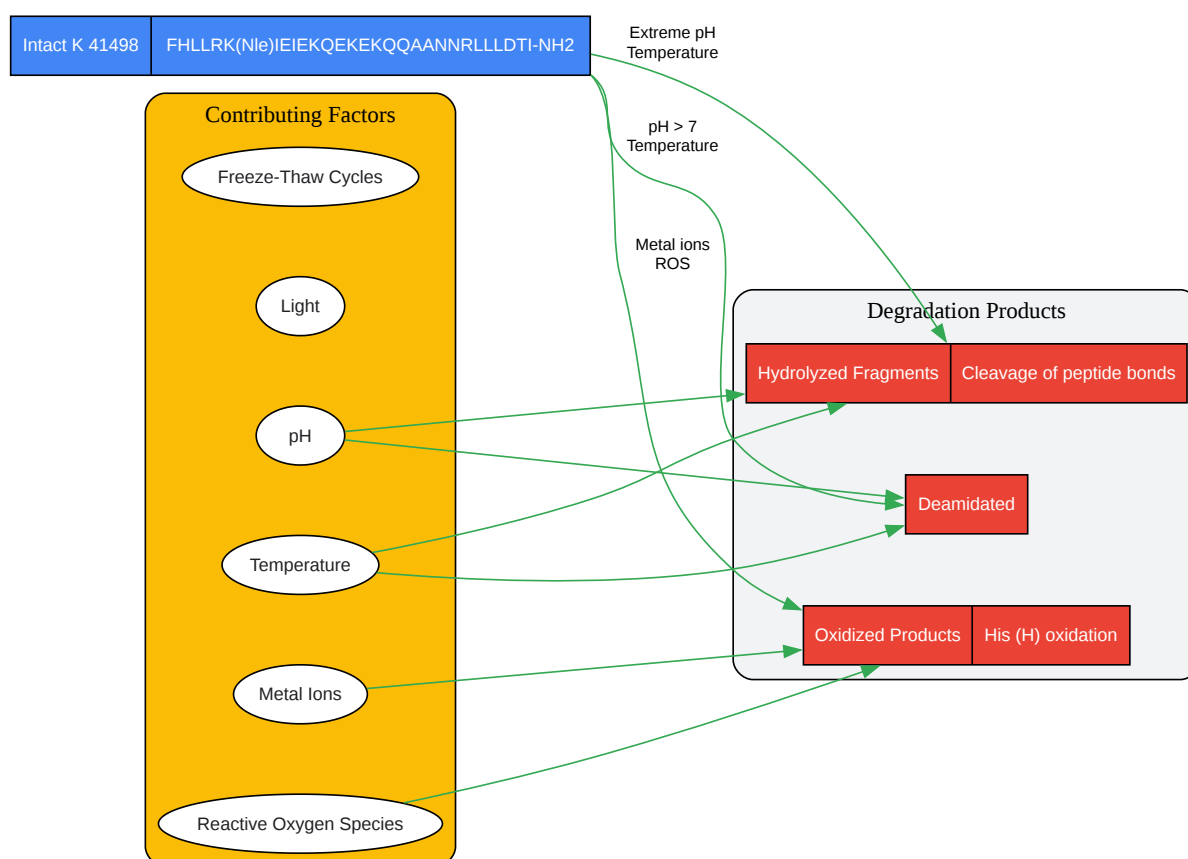 Intact K 41498
FHLLRK(Nle)IEIEKQEKEKQQAANNRLLLDTI-NH2
Extreme pH
Temperature
Contributing Factors
pH > 7
Temperature
Freeze-Thaw Cycles
Metal ions
ROS
Light
Degradation Products
Hydrolyzed Fragments
Cleavage of peptide bonds
pH
Deamidated
Temperature
Oxidized Products
His (H) oxidation
Metal Ions
Reactive Oxygen Species